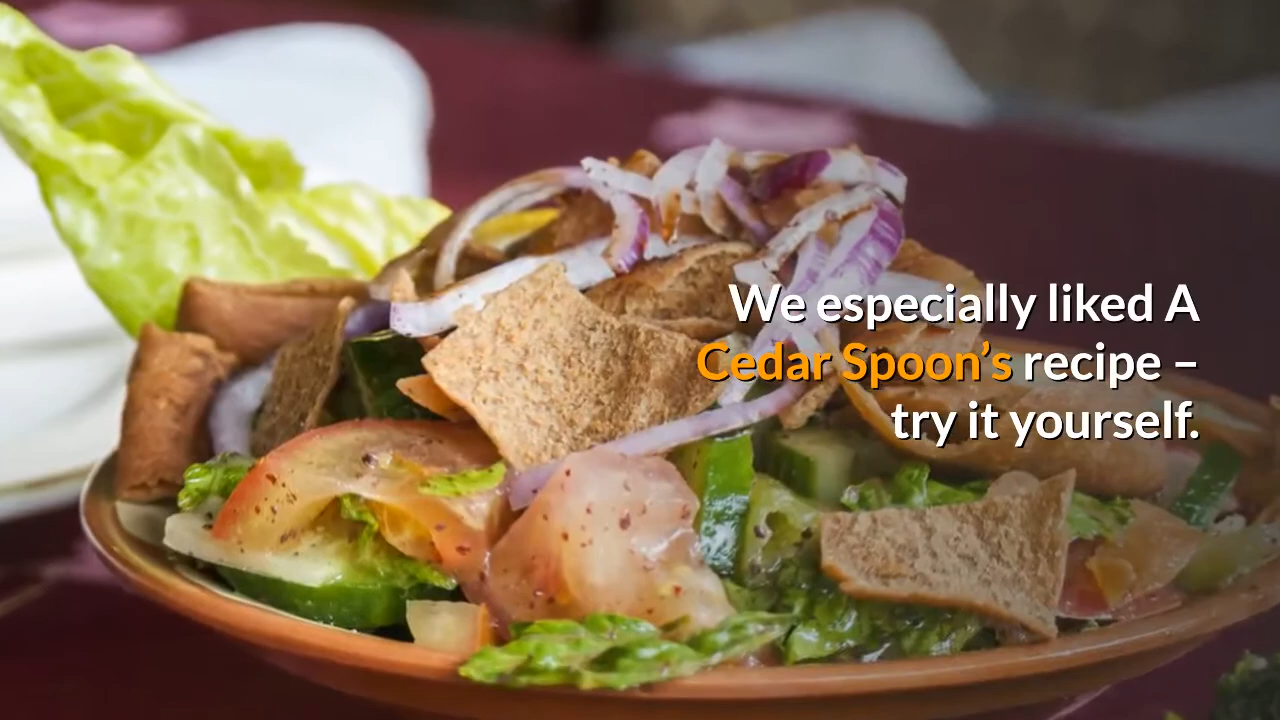 We especially liked A
Cedar Spoon’s recipe –
try it yourself.